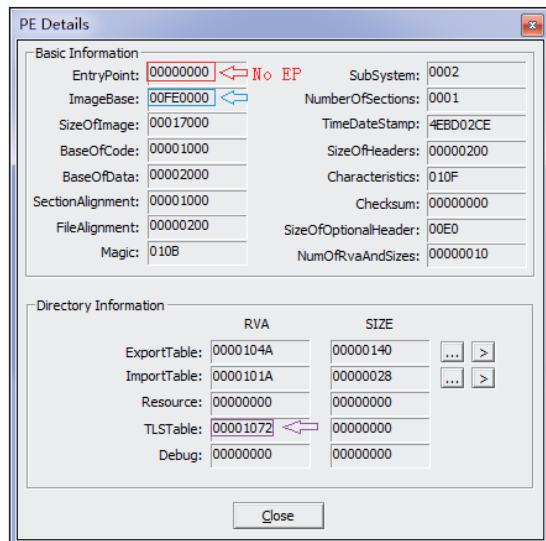 PE Details
Basic Information
EntryPoint: 00000000 No EP SubSystem: 0002
ImageBase: 00FE0000 NumberOfSections: 0001
SizeOfImage: 00017000 TimeDateStamp: 4EBD02CE
BaseOfCode: 00001000 SizeOfHeaders: 00000200
BaseOfData: 00002000 Characteristics: 010F
SectionAlignment: 00001000 Checksum: 00000000
FileAlignment: 00000200 SizeOfOptionalHeader: 00E0
Magic: 010B NumOfRvaAndSizes: 00000010
Directory Information
RVA SIZE
ExportTable: 0000104A 00000140 ... >
ImportTable: 0000101A 00000028 ... >
Resource: 00000000 00000000
TLSTable: 00001072 00000000
Debug: 00000000 00000000
Close